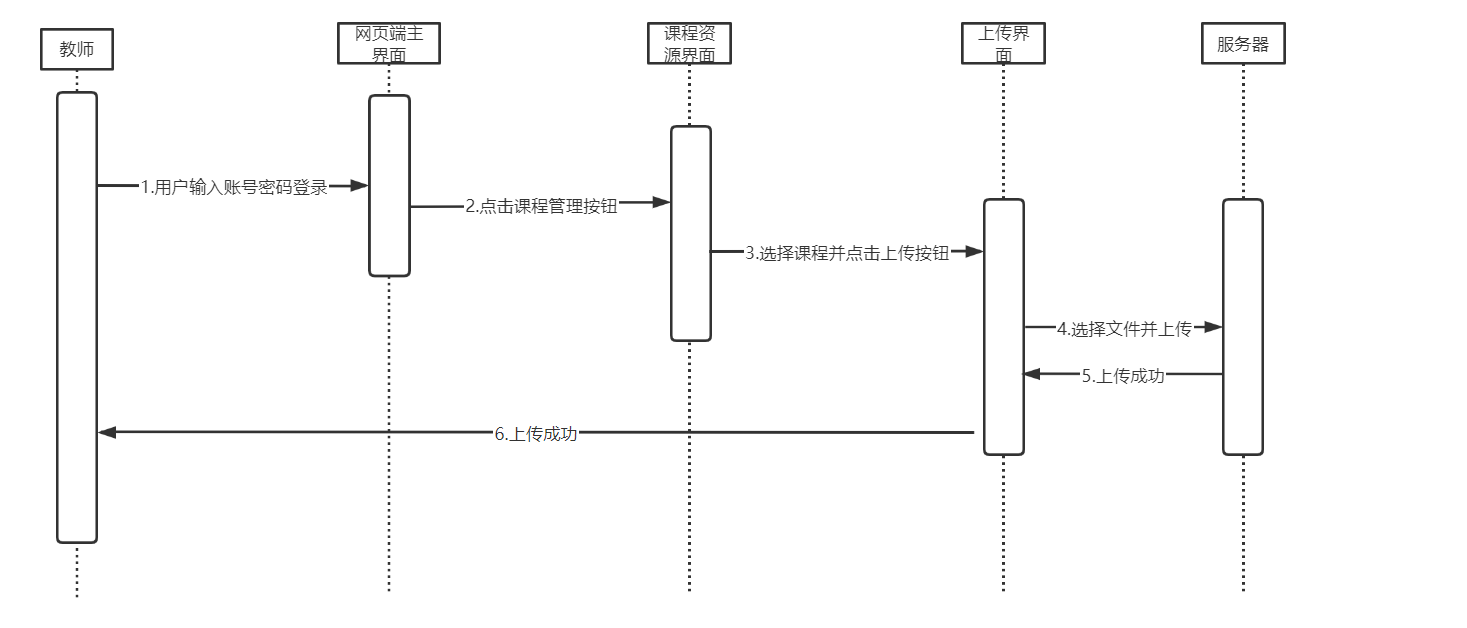 教师
网页端主
界面
课程资
源界面
上传界
面
服务器
1.用户输入账号密码登录
2.点击课程管理按钮
3.选择课程并点击上传按钮
4.选择文件并上传
5.上传成功
6.上传成功